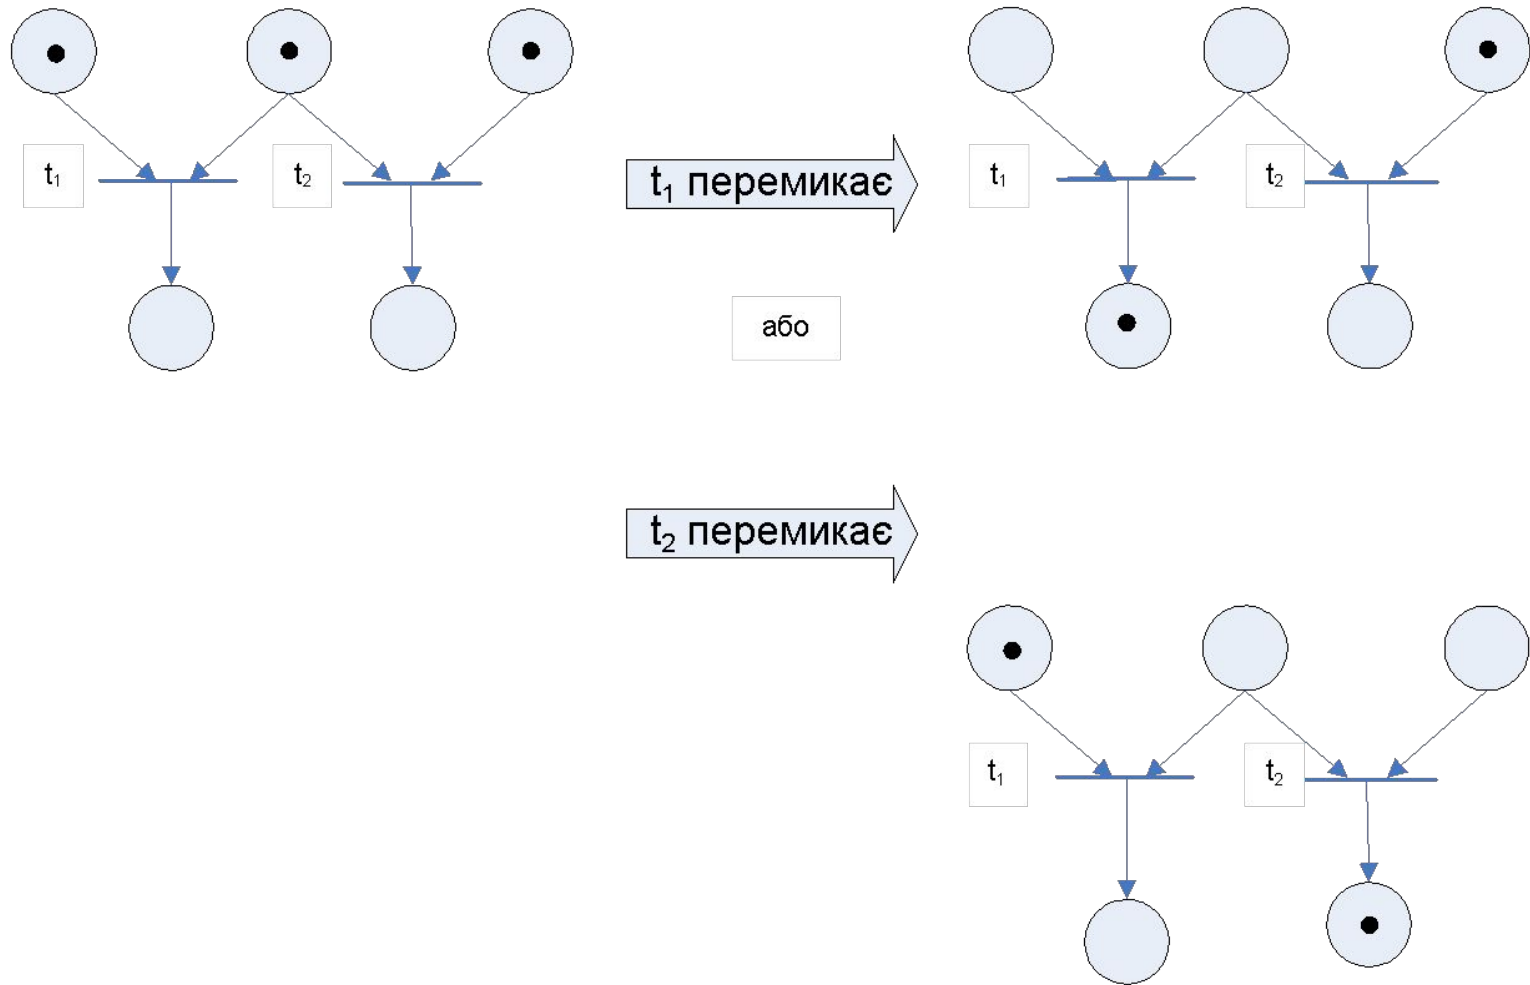 t₁
t₂
t₁ перемикає
t₁
t₂
або
t₂ перемикає
t₁
t₂